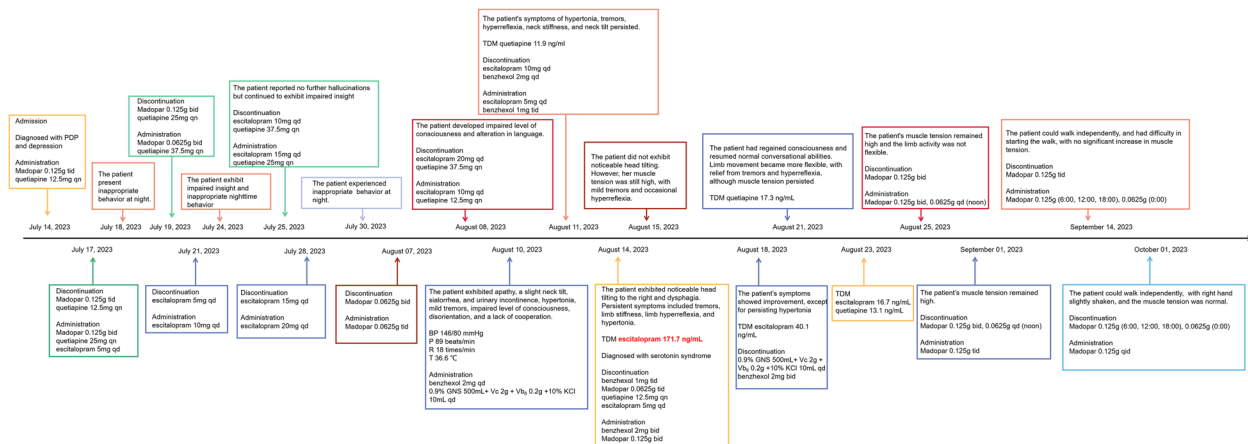 Admission
Diagnosed with PDP
and depression
Administration
Madopar 0.125g tid
quetiapine 12.5mg qn
July 14, 2023
July 17, 2023
Discontinuation
Madopar 0.125g tid
quetiapine 12.5mg qn
Administration
Madopar 0.125g bid
quetiapine 25mg qn
escitalopram 5mg qd
The patient
present
inappropriate
behavior at night.
July 18, 2023
Discontinuation
Madopar 0.125g bid
quetiapine 25mg qn
Administration
Madopar 0.0625g bid
quetiapine 37.5mg qn
July 19, 2023
July 21, 2023
Discontinuation
escitalopram 5mg qd
Administration
escitalopram 10mg qd
The patient exhibit
impaired insight and
inappropriate nighttime
behavior
July 24, 2023
The patient reported no further hallucinations
but continued to exhibit impaired insight
Discontinuation
escitalopram 10mg qd
quetiapine 37.5mg qn
Administration
escitalopram 15mg qd
quetiapine 25mg qn
July 25, 2023
July 28, 2023
Discontinuation
escitalopram 15mg qd
Administration
escitalopram 20mg qd
The patient experienced
inappropriate behavior at
night.
July 30, 2023
August 07, 2023
Discontinuation
Madopar 0.0625g bid
Administration
Madopar 0.0625g tid
The patient developed impaired level of
consciousness and alteration in language.
Discontinuation
escitalopram 20mg qd
quetiapine 37.5mg qn
Administration
escitalopram 10mg qd
quetiapine 12.5mg qn
August 08, 2023
August 10, 2023
The patient exhibited apathy, a slight neck tilt,
sialorrhea, and urinary incontinence, hypertonia,
mild tremors, impaired level of consciousness,
disorientation, and a lack of cooperation.
BP 146/80 mmHg
P 89 beats/min
R 18 times/min
T 36.6 ℃
Administration
benzhexol 2mg qd
0.9% GNS 500mL+ Vc 2g + Vb₆ 0.2g +10% KCl
10mL qd
The patient's symptoms of hypertonia, tremors,
hyperreflexia, neck stiffness, and neck tilt persisted.
TDM quetiapine 11.9 ng/ml
Discontinuation
escitalopram 10mg qd
benzhexol 2mg qd
Administration
escitalopram 5mg qd
benzhexol 1mg tid
August 11, 2023
August 14, 2023
The patient exhibited noticeable head
tilting to the right and dysphagia.
Persistent symptoms included tremors,
limb stiffness, limb hyperreflexia, and
hypertonia.
TDM escitalopram 171.7 ng/mL
Diagnosed with serotonin syndrome
Discontinuation
benzhexol 1mg tid
Madopar 0.0625g tid
quetiapine 12.5mg qn
escitalopram 5mg qd
Administration
benzhexol 2mg bid
Madopar 0.125g bid
The patient did not exhibit
noticeable head tilting.
However, her muscle
tension was still high, with
mild tremors and occasional
hyperreflexia.
August 15, 2023
August 18, 2023
The patient's symptoms
showed improvement, except
for persisting hypertonia
TDM escitalopram 40.1
ng/mL
Discontinuation
0.9% GNS 500mL+ Vc 2g +
Vb₆ 0.2g +10% KCl 10mL qd
benzhexol 2mg bid
The patient had regained consciousness and
resumed normal conversational abilities.
Limb movement became more flexible, with
relief from tremors and hyperreflexia,
although muscle tension persisted
TDM quetiapine 17.3 ng/mL
August 21, 2023
August 23, 2023
TDM
escitalopram 16.7 ng/mL
quetiapine 13.1 ng/mL
The patient's muscle tension remained
high and the limb activity was not
flexible.
Discontinuation
Madopar 0.125g bid
Administration
Madopar 0.125g bid, 0.0625g qd (noon)
August 25, 2023
September 01, 2023
The patient's muscle tension remained
high.
Discontinuation
Madopar 0.125g bid, 0.0625g qd (noon)
Administration
Madopar 0.125g tid
The patient could walk independently, and had difficulty in
starting the walk, with no significant increase in muscle
tension.
Discontinuation
Madopar 0.125g tid
Administration
Madopar 0.125g (6:00, 12:00, 18:00), 0.0625g (0:00)
September 14, 2023
October 01, 2023
The patient could walk independently, with right hand
slightly shaken, and the muscle tension was normal.
Discontinuation
Madopar 0.125g (6:00, 12:00, 18:00), 0.0625g (0:00)
Administration
Madopar 0.125g qid